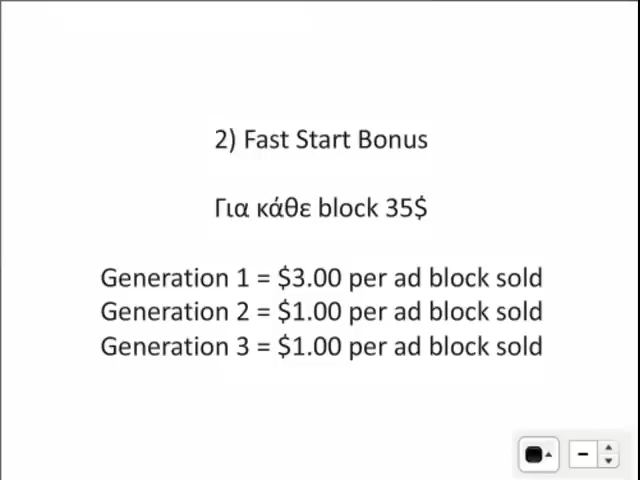 2) Fast Start Bonus
Για κάθε block 35$
Generation 1 = $3.00 per ad block sold
Generation 2 = $1.00 per ad block sold
Generation 3 = $1.00 per ad block sold